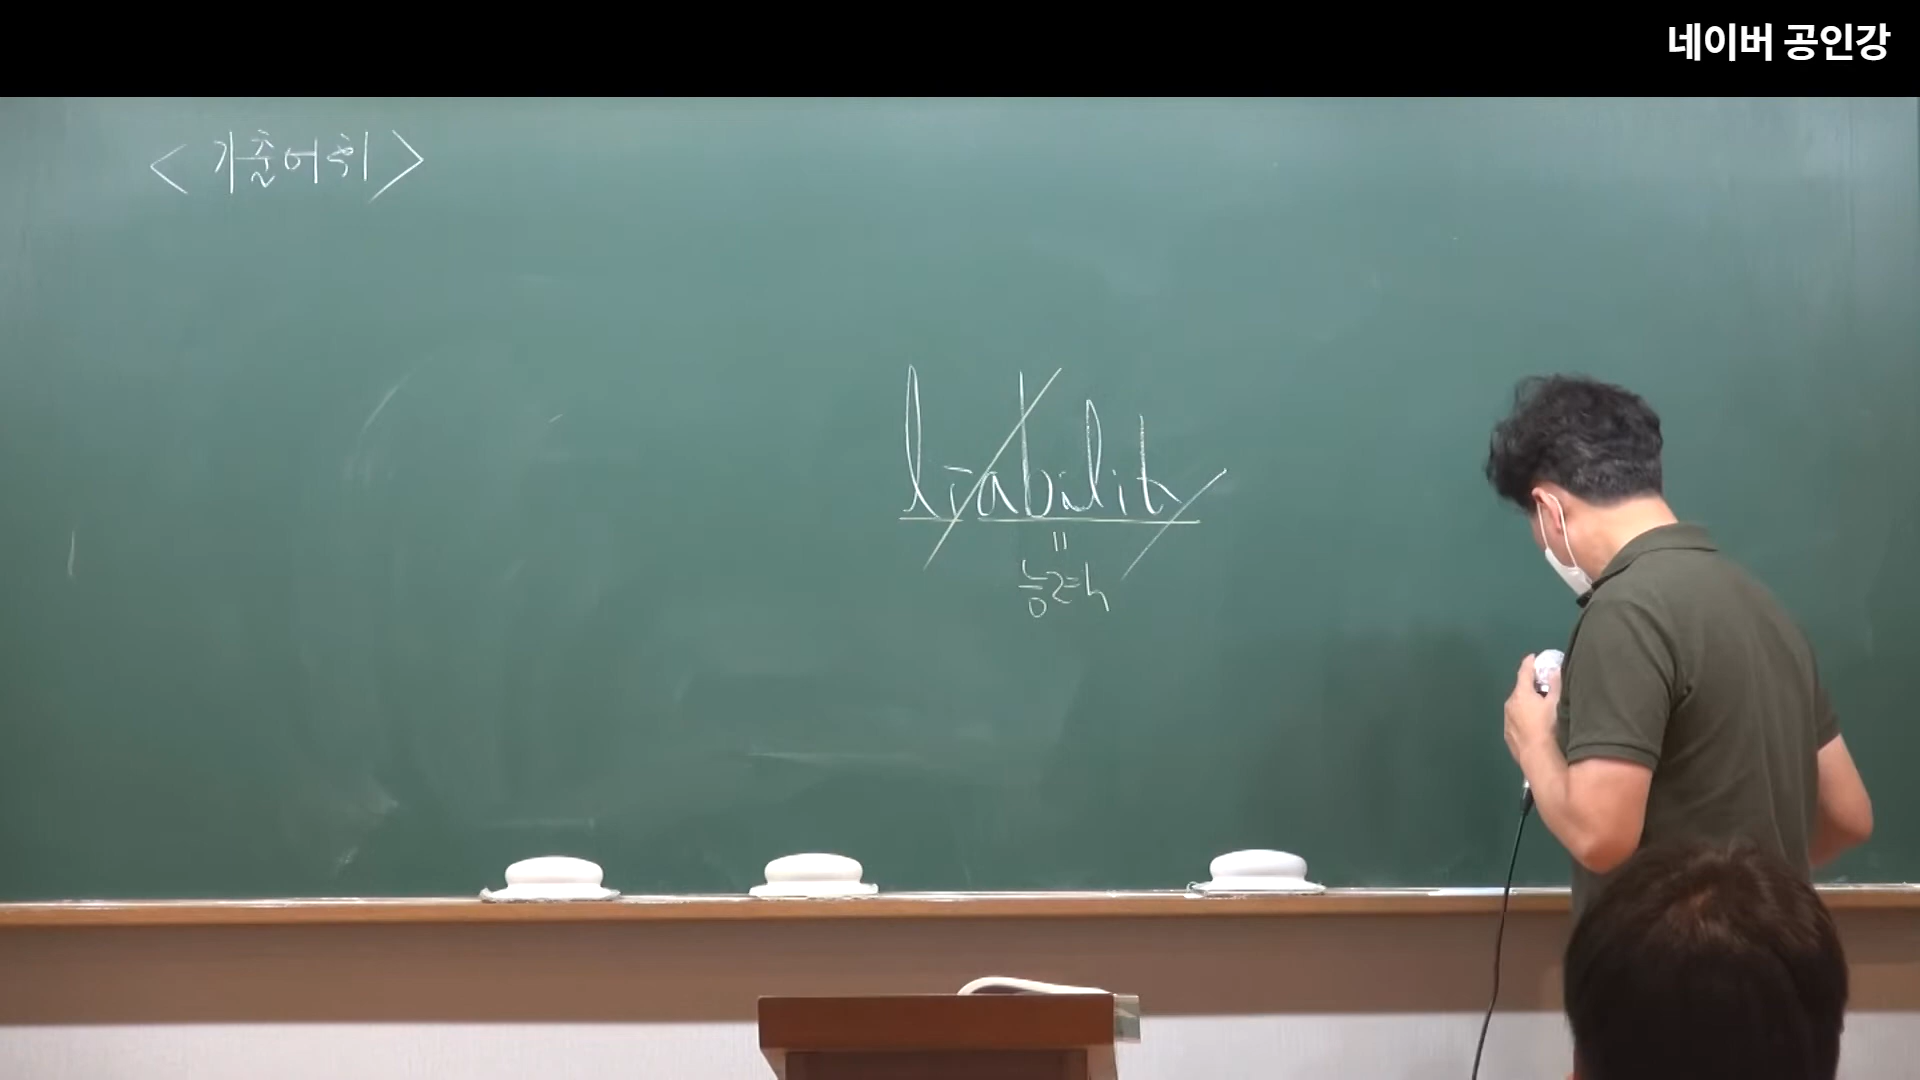 네이버 공인강
< 기출어휘 >
liability
=
능력